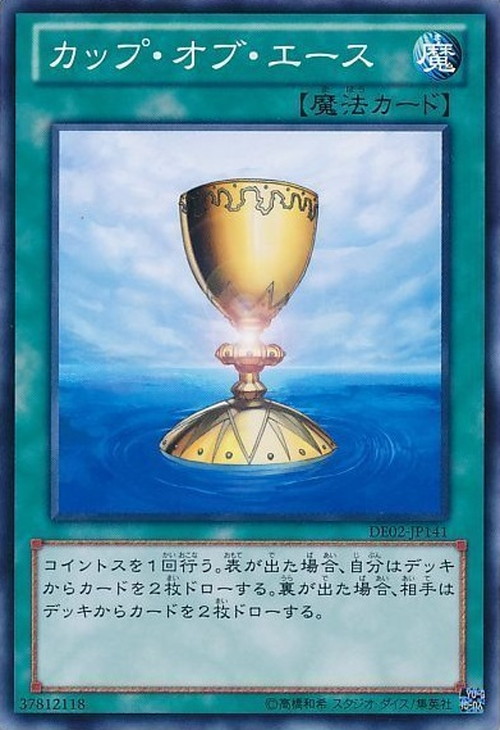 カップ・オブ・エース
魔
【魔法カード】
DE02-JP141
コイントスを1回行う。表が出た場合、自分はデッキ
からカードを2枚ドローする。裏が出た場合、相手は
デッキからカードを2枚ドローする。
37812118
©高橋和希 スタジオ・ダイス/集英社